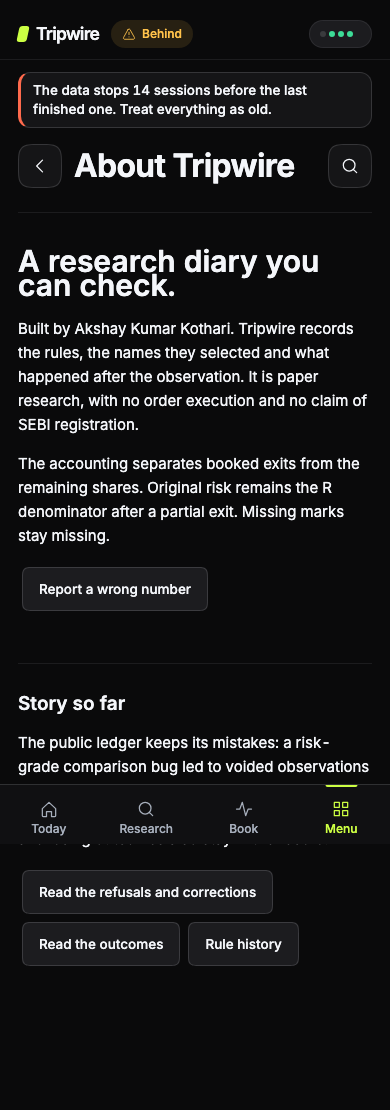 Tripwire
Behind
The data stops 14 sessions before the last
finished one. Treat everything as old.
About Tripwire
A research diary you
can check.
Built by Akshay Kumar Kothari. Tripwire records
the rules, the names they selected and what
happened after the observation. It is paper
research, with no order execution and no claim of
SEBI registration.
The accounting separates booked exits from the
remaining shares. Original risk remains the R
denominator after a partial exit. Missing marks
stay missing.
Report a wrong number
Story so far
The public ledger keeps its mistakes: a risk-
grade compartment bug led to voided observations
Today
Research
Book
Menu
Read the refusals and corrections
Read the outcomes
Rule history